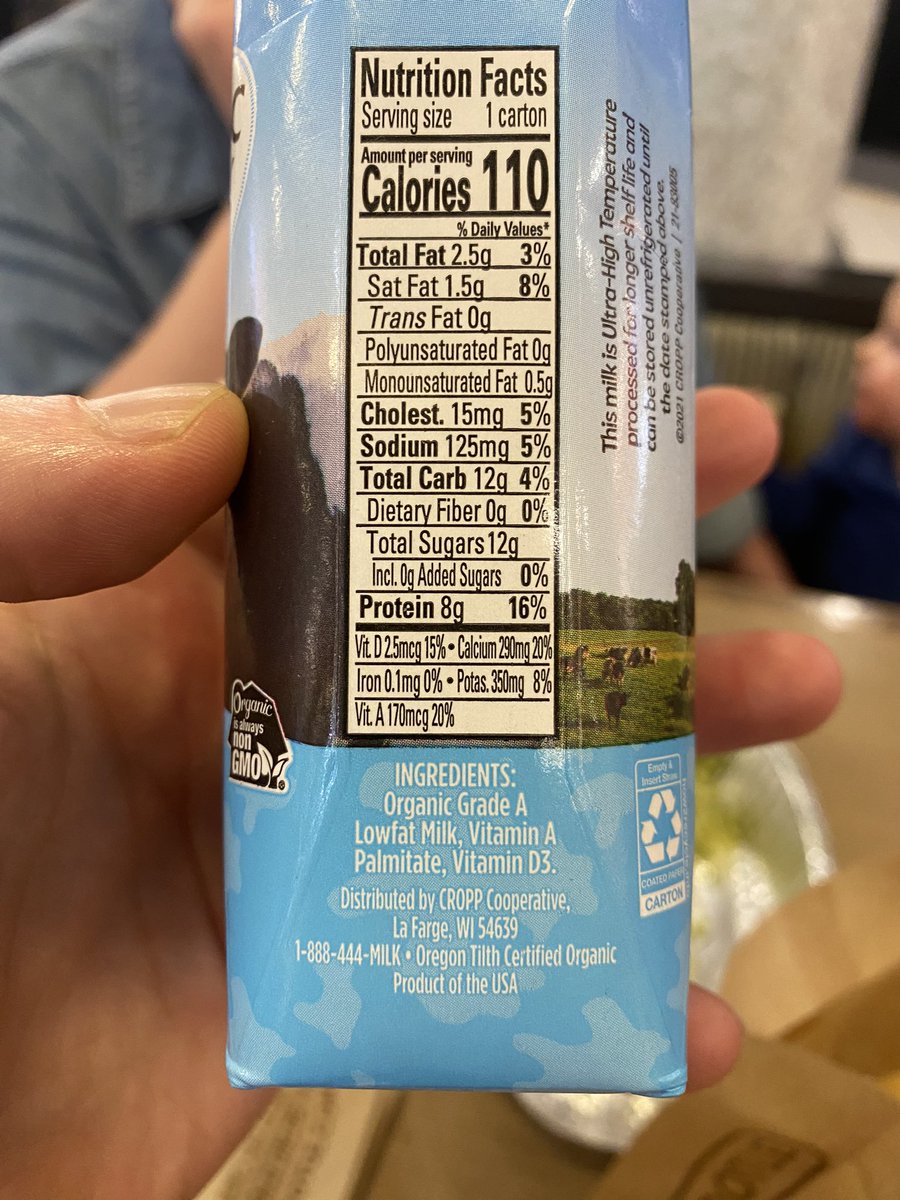 Nutrition Facts
Serving size 1 carton
Amount per serving
Calories 110
% Daily Values*
Total Fat 2.5g 3%
Sat Fat 1.5g 8%
Trans Fat 0g
Polyunsaturated Fat 0g
Monounsaturated Fat 0.5g
Cholest. 15mg 5%
Sodium 125mg 5%
Total Carb 12g 4%
Dietary Fiber 0g 0%
Total Sugars 12g
Incl. 0g Added Sugars 0%
Protein 8g 16%
Vit. D 2.5mcg 15% • Calcium 290mg 20%
Iron 0.1mg 0% • Potas. 350mg 8%
Vit. A 170mcg 20%
This milk is Ultra-High Temperature
processed for longer shelf life and
can be stored unrefrigerated until
the date stamped above.
©2021 CROPP Cooperative / 21-83005
Organic
is always
non
GMO
INGREDIENTS:
Organic Grade A
Lowfat Milk, Vitamin A
Palmitate, Vitamin D3.
Distributed by CROPP Cooperative,
La Farge, WI 54639
1-888-444-MILK • Oregon Tilth Certified Organic
Product of the USA
Empty &
Insert Straw
COATED PAPER
CARTON